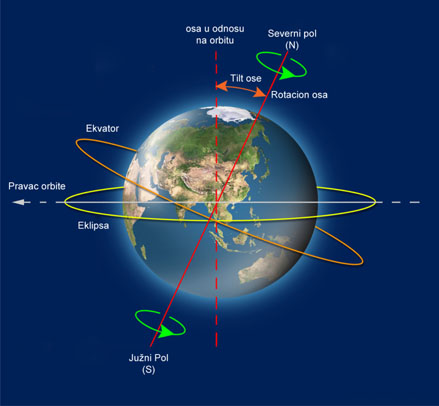 osa u odnosu
na orbitu
Severni pol
(N)
Tilt ose
Rotacion osa
Ekvator
Pravac orbite
Eklipsa
Južni Pol
(S)